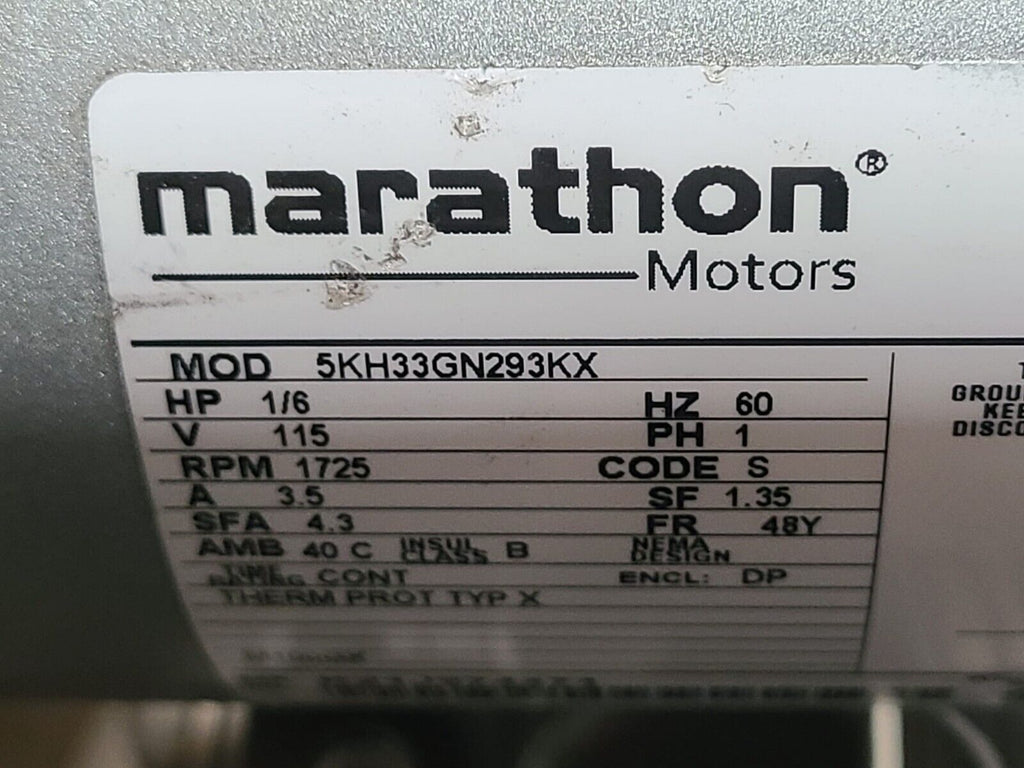 marathon®
Motors
MOD 5KH33GN293KX
HP 1/6 HZ 60
V 115 PH 1
RPM 1725 CODE S
A 3.5 SF 1.35
SFA 4.3 FR 48Y
AMB 40 C INSUL CLASS B NEMA DESIGN
TIME RATING CONT ENCL: DP
THERM PROT TYP X
GROU
KEE
DISCO